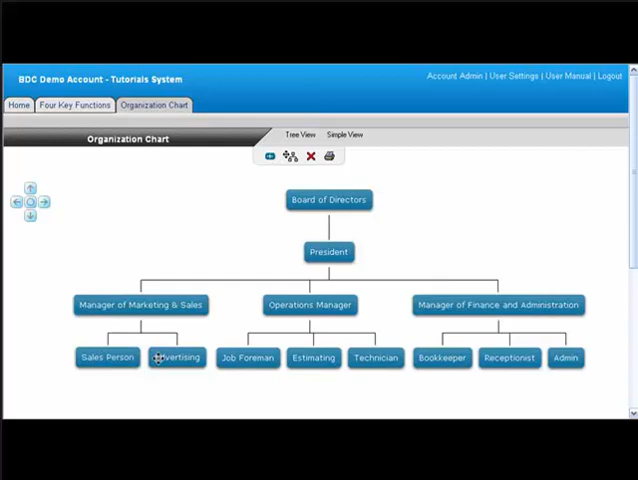 BDC Demo Account - Tutorials System
Account Admin | User Settings | User Manual | Logout
Home Four Key Functions Organization Chart
Organization Chart Tree View Simple View
Board of Directors
President
Manager of Marketing & Sales Operations Manager Manager of Finance and Administration
Sales Person Job Foreman Estimating Technician Bookkeeper Receptionist Admin